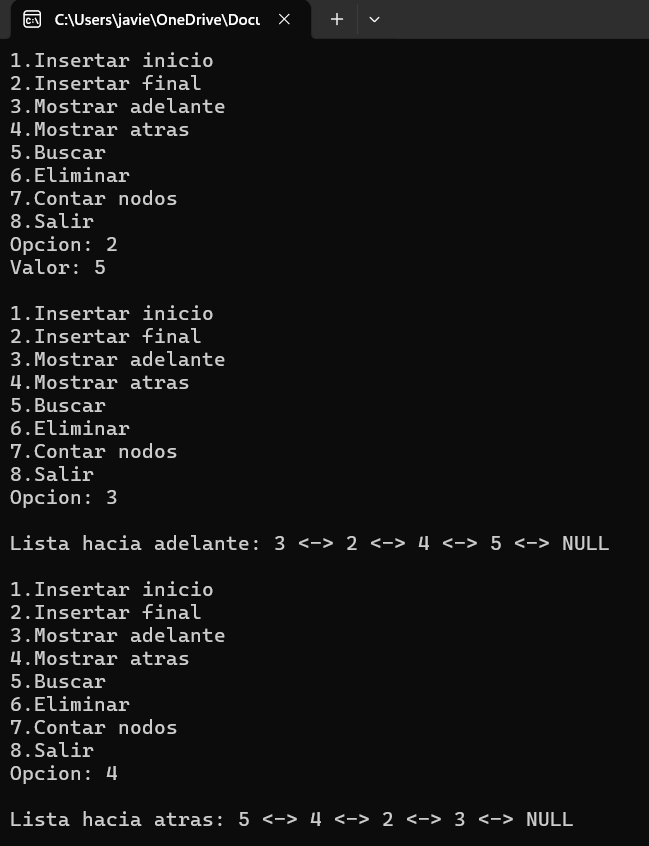 C:\Users\javie\OneDrive\Docu
1.Insertar inicio
2.Insertar final
3.Mostrar adelante
4.Mostrar atras
5.Buscar
6.Eliminar
7.Contar nodos
8.Salir
Opcion: 2
Valor: 5
1.Insertar inicio
2.Insertar final
3.Mostrar adelante
4.Mostrar atras
5.Buscar
6.Eliminar
7.Contar nodos
8.Salir
Opcion: 3
Lista hacia adelante: 3 <-> 2 <-> 4 <-> 5 <-> NULL
1.Insertar inicio
2.Insertar final
3.Mostrar adelante
4.Mostrar atras
5.Buscar
6.Eliminar
7.Contar nodos
8.Salir
Opcion: 4
Lista hacia atras: 5 <-> 4 <-> 2 <-> 3 <-> NULL